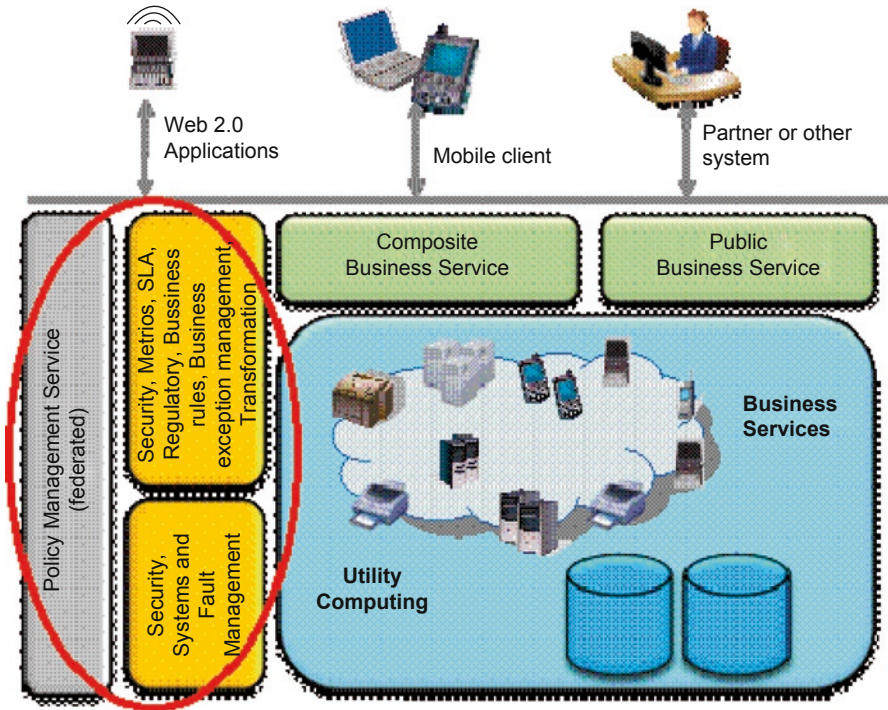 Web 2.0
Applications
Mobile client
Partner or other
system
Policy Management Service
(federated)
Security, Metrios, SLA,
Regulatory, Bussiness
rules, Business
exception management,
Transformation
Security,
Systems and
Fault
Management
Composite
Business Service
Public
Business Service
Business
Services
Utility
Computing